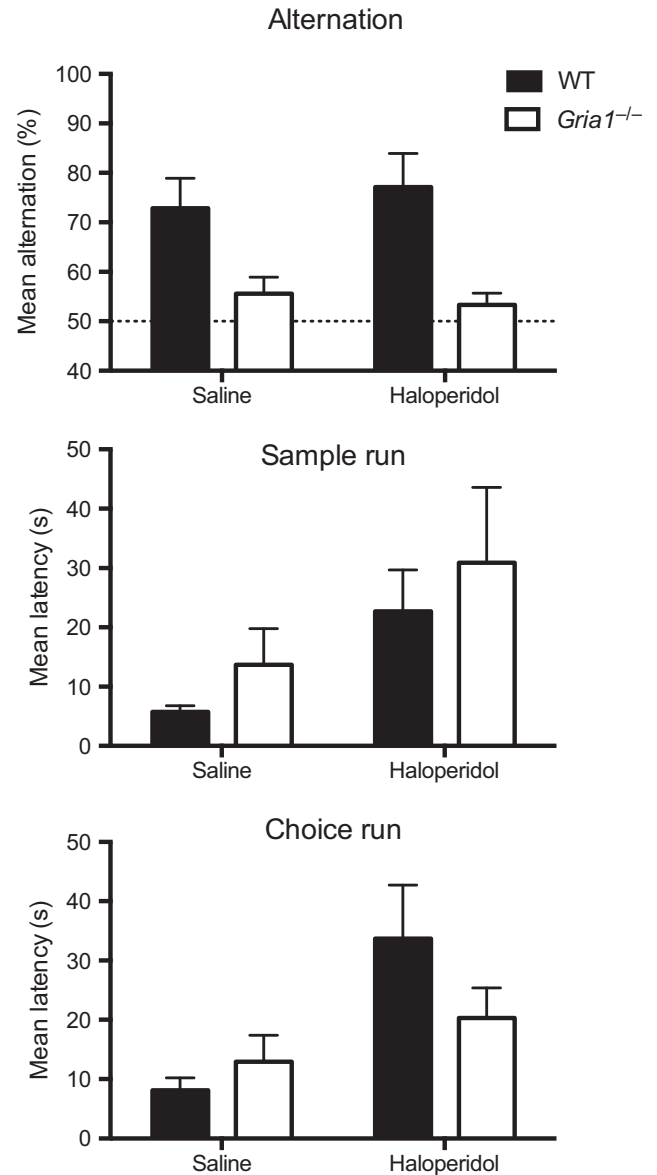 Alternation
WT
Gria1–/–
Mean alternation (%)
100
90
80
70
60
50
40
Saline
Haloperidol
Sample run
Mean latency (s)
50
40
30
20
10
0
Saline
Haloperidol
Choice run
Mean latency (s)
50
40
30
20
10
0
Saline
Haloperidol